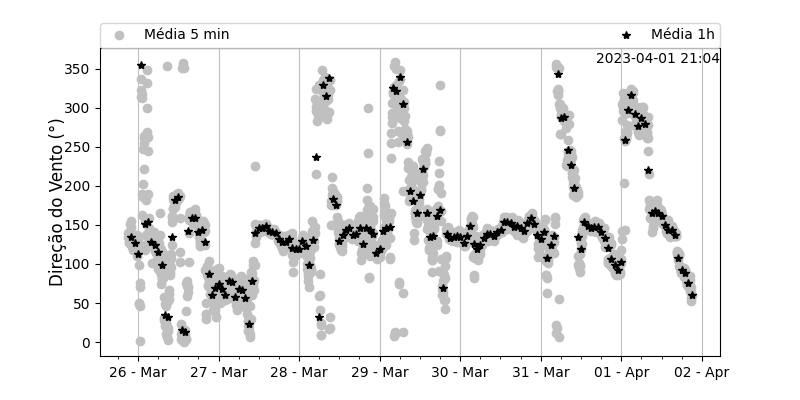 Média 5 min
Média 1h
2023-04-01 21:04
Direção do Vento (°)
350
300
250
200
150
100
50
0
26 - Mar
27 - Mar
28 - Mar
29 - Mar
30 - Mar
31 - Mar
01 - Apr
02 - Apr